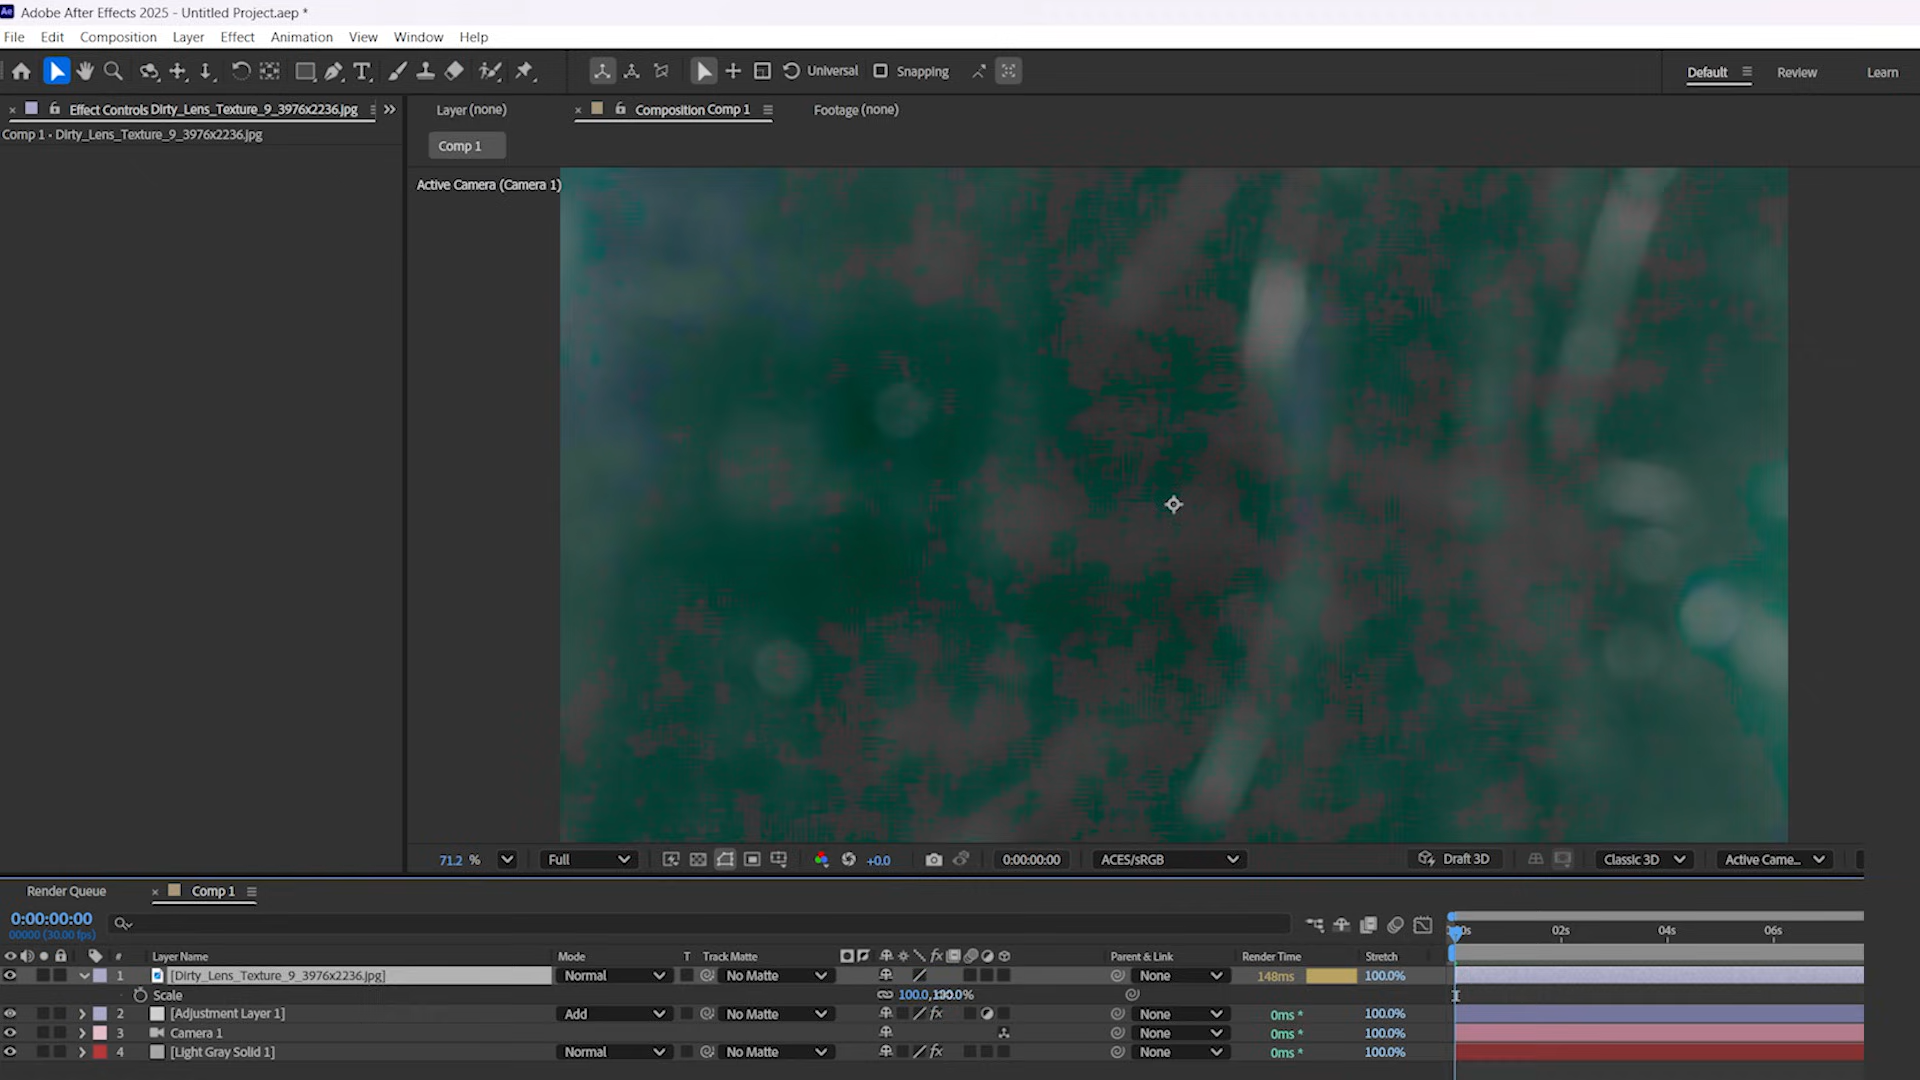 Ae Adobe After Effects 2025 - Untitled Project.aep *
File Edit Composition Layer Effect Animation View Window Help
Universal Snapping Default Review Learn
Effect Controls Dirty_Lens_Texture_9_3976x2236.jpg Layer (none) Composition Comp 1 Footage (none)
Comp 1 • Dirty_Lens_Texture_9_3976x2236.jpg
Comp 1
Active Camera (Camera 1)
71.2 % Full +0.0 0:00:00:00 ACES/sRGB Draft 3D Classic 3D Active Came...
Render Queue Comp 1
0:00:00:00
00000 (30.00 fps)
02s 04s 06s
# Layer Name Mode T Track Matte fx Parent & Link Render Time Stretch
1 [Dirty_Lens_Texture_9_3976x2236.jpg] Normal No Matte None 148ms 100.0%
Scale
2 [Adjustment Layer 1] Add No Matte fx None 0ms * 100.0%
3 Camera 1 None 0ms * 100.0%
4 [Light Gray Solid 1] Normal No Matte fx None 0ms * 100.0%